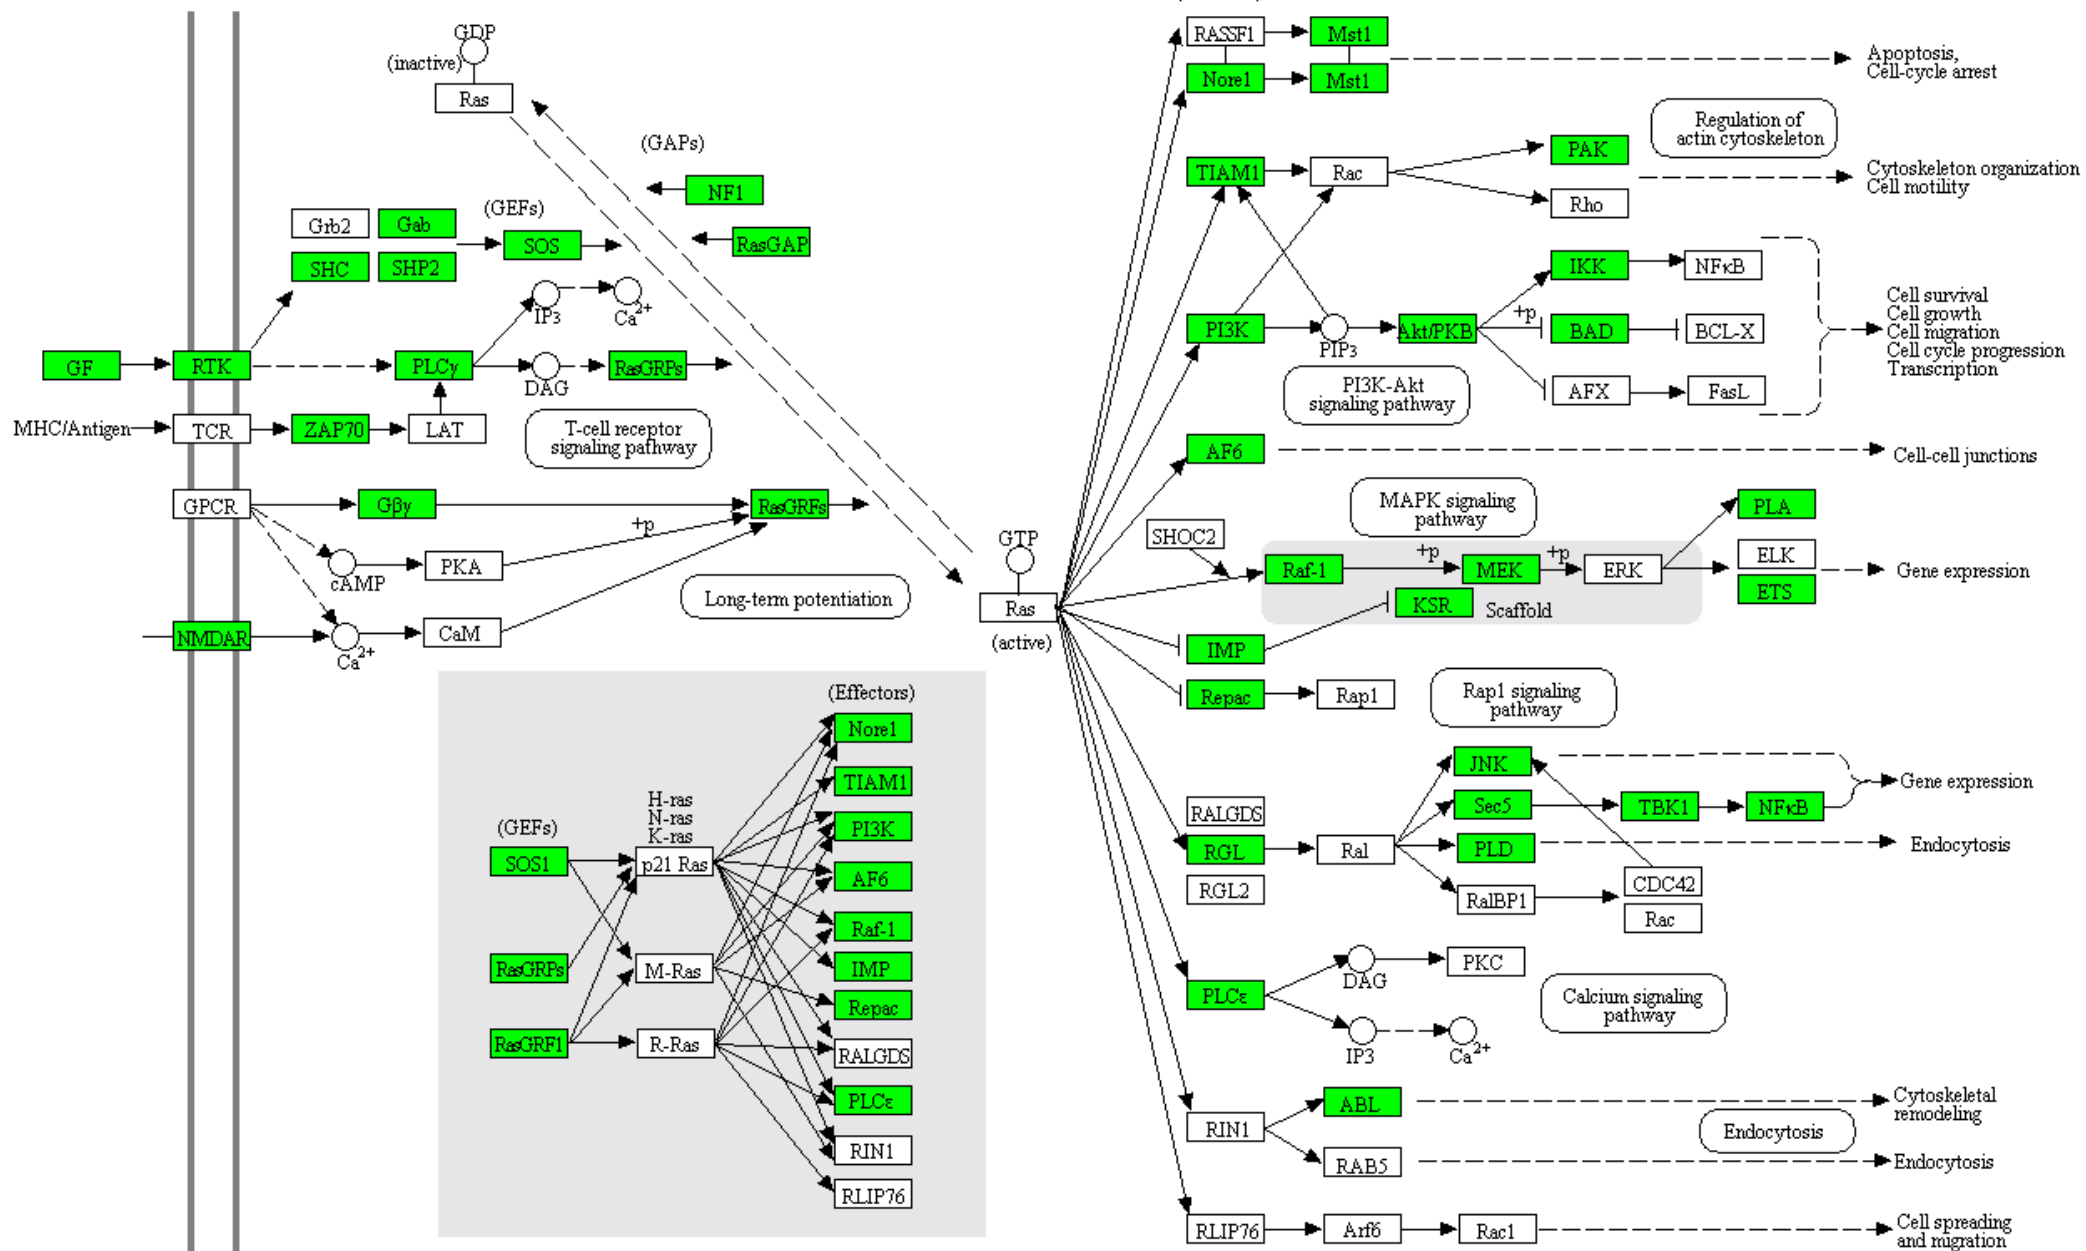 GDP
(inactive)
Ras
(GAPs)
NF1
Grb2
Gab
(GEFs)
SOS
RasGAP
SHC
SHP2
IP3
Ca2+
GF
RTK
PLCγ
DAG
RasGRPs
MHC/Antigen
TCR
ZAP70
LAT
T-cell receptor
signaling pathway
GPCR
Gβγ
RasGRFs
+p
cAMP
PKA
Long-term potentiation
NMDAR
Ca2+
CaM
GTP
Ras
(active)
(Effectors)
Nore1
TIAM1
H-ras
N-ras
K-ras
PI3K
(GEFs)
SOS1
p21 Ras
AF6
Raf-1
RasGRPs
M-Ras
IMP
Repac
RasGRF1
R-Ras
RALGDS
PLCε
RIN1
RLIP76
RASSF1
Mst1
Nore1
Mst1
Apoptosis,
Cell-cycle arrest
Regulation of
actin cytoskeleton
TIAM1
Rac
PAK
Rho
Cytoskeleton organization
Cell motility
IKK
NFκB
PI3K
PIP3
Akt/PKB
+p
BAD
BCL-X
Cell survival
Cell growth
Cell migration
Cell cycle progression
Transcription
PI3K-Akt
signaling pathway
AFX
FasL
AF6
Cell-cell junctions
MAPK signaling
pathway
SHOC2
PLA
Raf-1
+p
MEK
+p
ERK
ELK
ETS
Gene expression
KSR
Scaffold
IMP
Repac
Rap1
Rap1 signaling
pathway
JNK
Gene expression
RALGDS
Sec5
TBK1
NFκB
RGL
Ral
PLD
Endocytosis
RGL2
RalBP1
CDC42
Rac
DAG
PKC
PLCε
Calcium signaling
pathway
IP3
Ca2+
ABL
Cytoskeletal
remodeling
RIN1
Endocytosis
RAB5
Endocytosis
RLIP76
Arf6
Rac1
Cell spreading
and migration